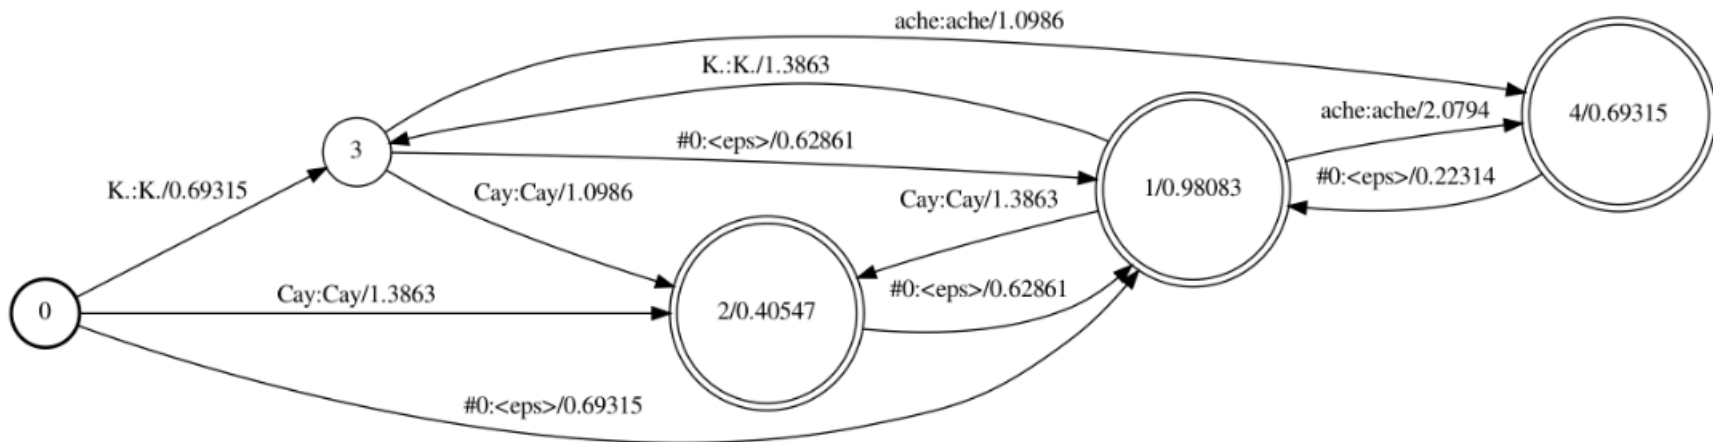 ache:ache/1.0986
K.:K./1.3863
4/0.69315
ache:ache/2.0794
3
#0:<eps>/0.62861
#0:<eps>/0.22314
K.:K./0.69315
Cay:Cay/1.0986
Cay:Cay/1.3863
1/0.98083
Cay:Cay/1.3863
#0:<eps>/0.62861
0
2/0.40547
#0:<eps>/0.69315